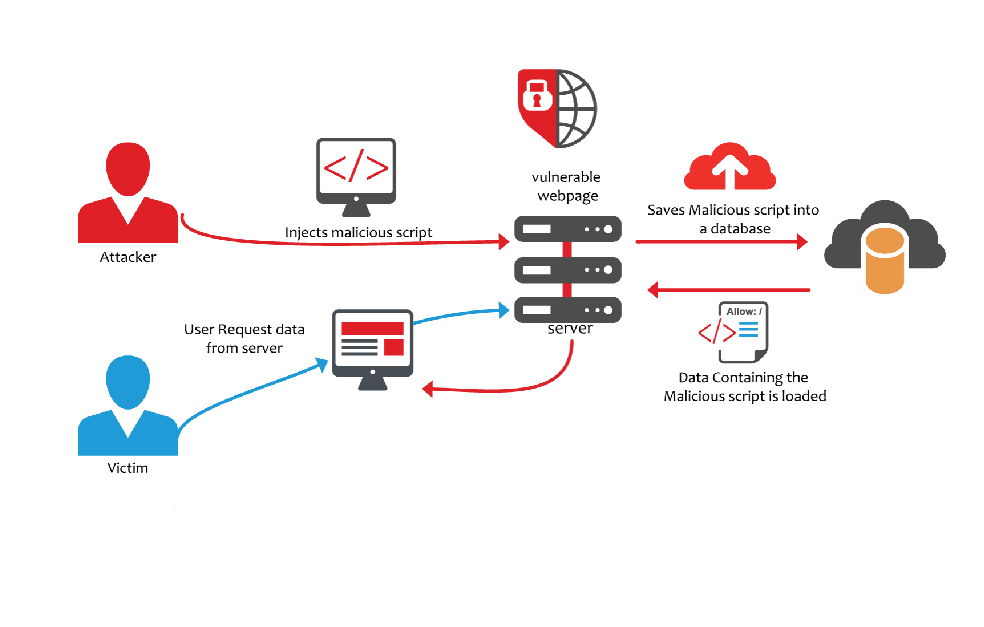 vulnerable
webpage
Saves Malicious script into
a database
Injects malicious script
Attacker
Allow: /
</>
</>
User Request data
from server
server
Data Containing the
Malicious script is loaded
Victim